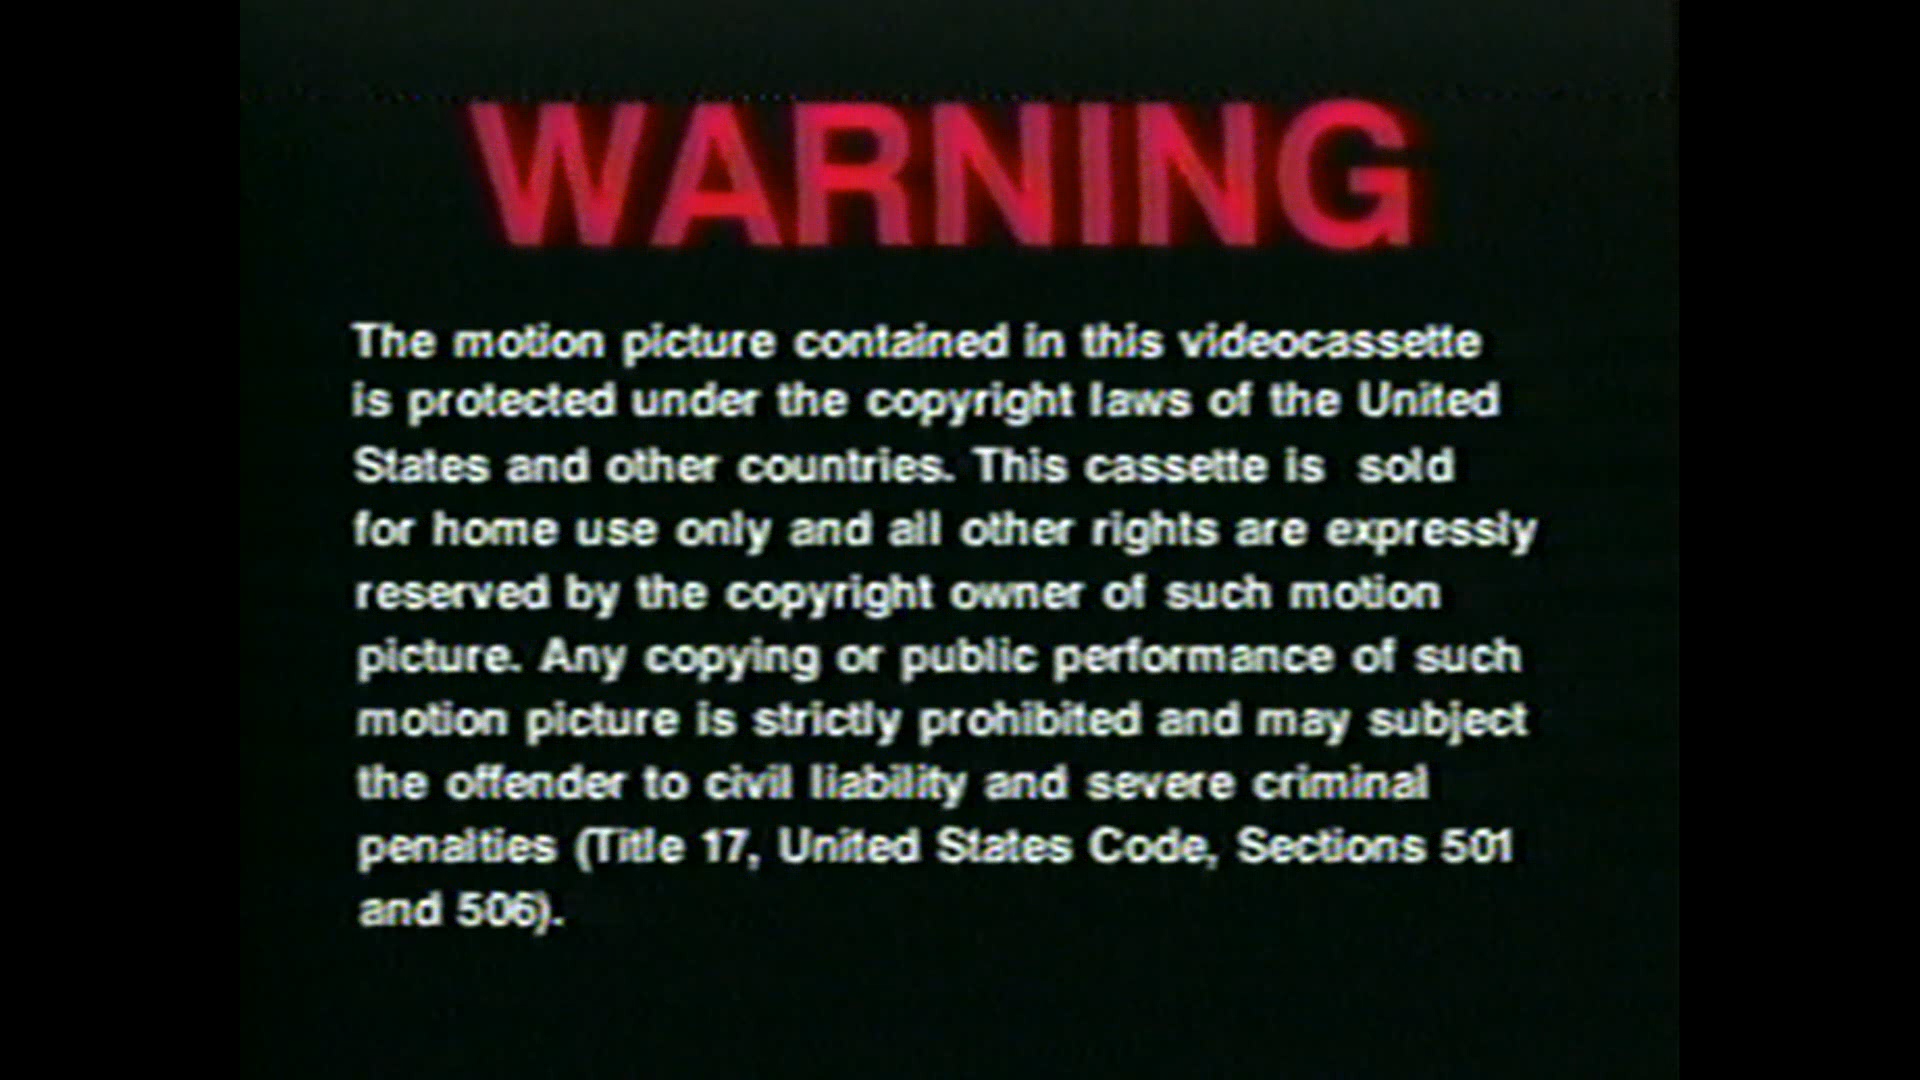 WARNING
The motion picture contained in this videocassette
is protected under the copyright laws of the United
States and other countries. This cassette is  sold
for home use only and all other rights are expressly
reserved by the copyright owner of such motion
picture. Any copying or public performance of such
motion picture is strictly prohibited and may subject
the offender to civil liability and severe criminal
penalties (Title 17, United States Code, Sections 501
and 506).